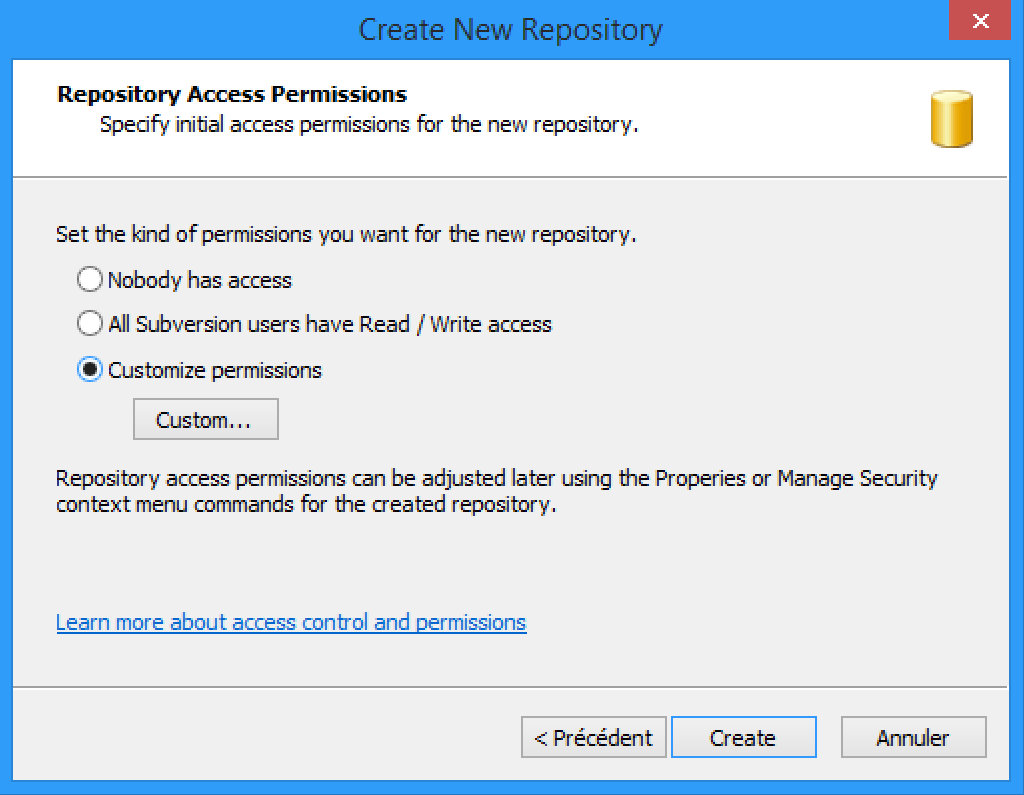 Create New Repository
Repository Access Permissions
Specify initial access permissions for the new repository.
Set the kind of permissions you want for the new repository.
Nobody has access
All Subversion users have Read / Write access
Customize permissions
Custom...
Repository access permissions can be adjusted later using the Properies or Manage Security
context menu commands for the created repository.
Learn more about access control and permissions
< Précédent
Create
Annuler